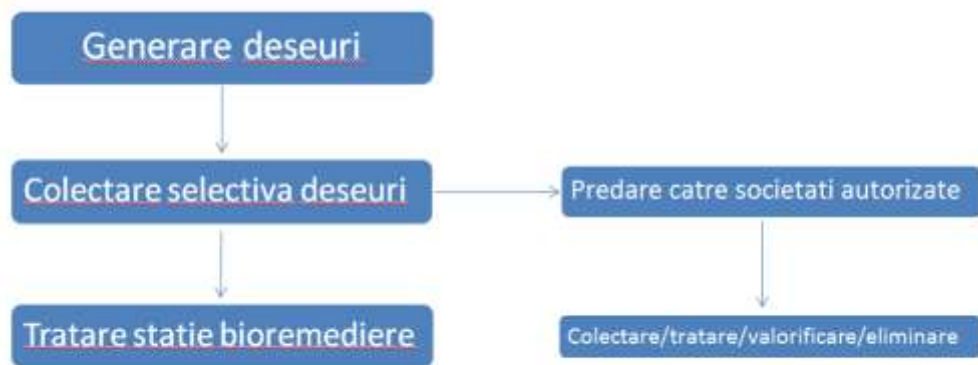 Generare deseuri
Colectare selectiva deseuri
Predare catre societati autorizate
Tratare statie bioremediere
Colectare/tratare/valorificare/eliminare